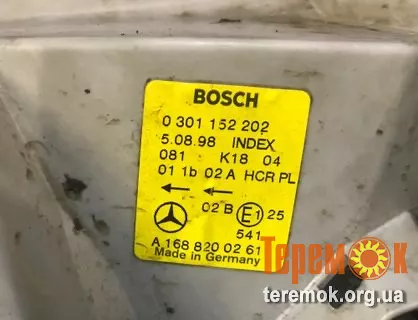 BOSCH
0 301 152 202
5.08.98 INDEX
081 K18 04
01 1b 02 A HCR PL
02 B E1 25
541
A 168 820 02 61
Made in Germany
Терем К
teremok.org.ua